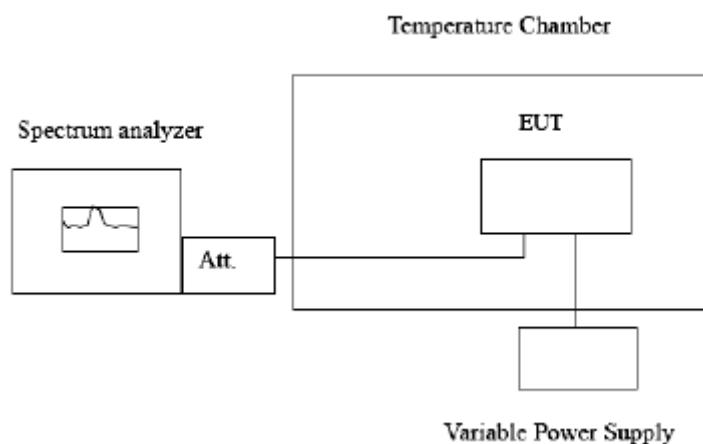 Temperature Chamber
Spectrum analyzer
EUT
Att.
Variable Power Supply